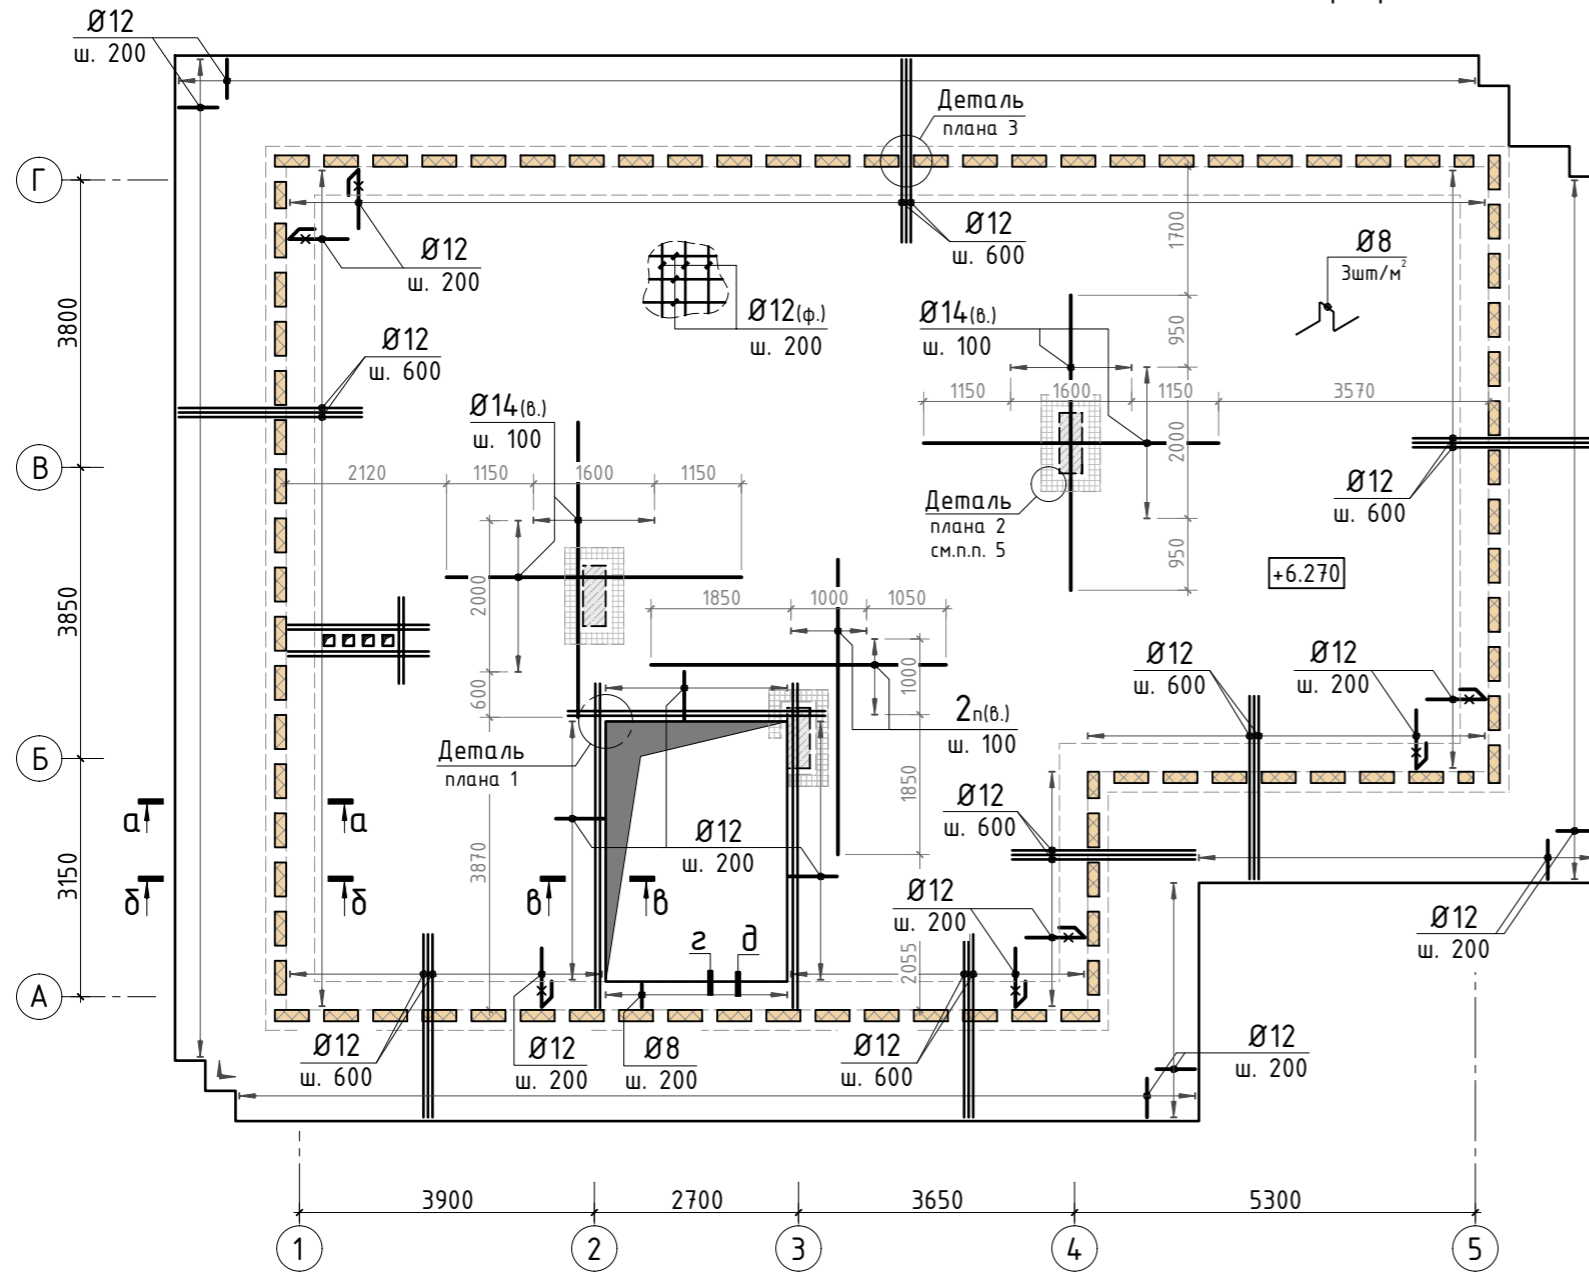 Ø12
ш. 200
Деталь
плана 3
Г
Ø12
ш. 200
Ø12
ш. 600
1700
Ø8
3шт/м²
3800
Ø12(ф.)
ш. 200
Ø14(в.)
ш. 100
950
Ø12
ш. 600
1150
1600
1150
3570
Ø14(в.)
ш. 100
2000
В
2120
1150
1600
1150
Ø12
ш. 600
Деталь
плана 2
см.п.п. 5
950
+6.270
2000
3850
1850
1000
1050
1000
Ø12
ш. 600
Ø12
ш. 200
600
2п(в.)
ш. 100
Деталь
плана 1
Б
1850
а
а
Ø12
ш. 600
Ø12
ш. 200
3150
3870
б
б
в
в
Ø12
ш. 200
Ø12
ш. 200
г
д
2055
А
Ø12
ш. 600
Ø12
ш. 200
Ø8
ш. 200
Ø12
ш. 600
Ø12
ш. 200
3900
2700
3650
5300
1
2
3
4
5